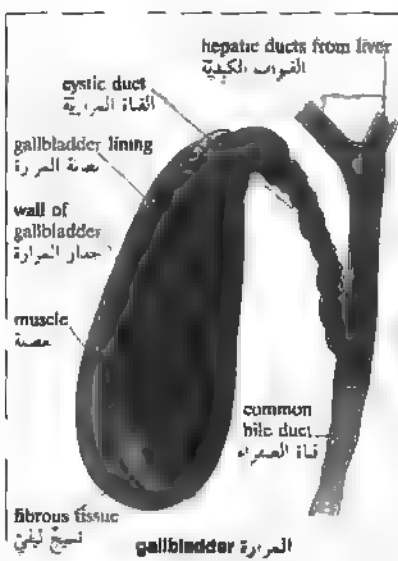 hepatic ducts from liver
القنوات الكبديّة
cystic duct
القناة المرارية
gallbladder lining
بطانة المرارة
wall of
gallbladder
جدار المرارة
muscle
عضلة
common
bile duct
قناة الصفراء
fibrous tissue
نسيج ليفيّ
gallbladder المرارة